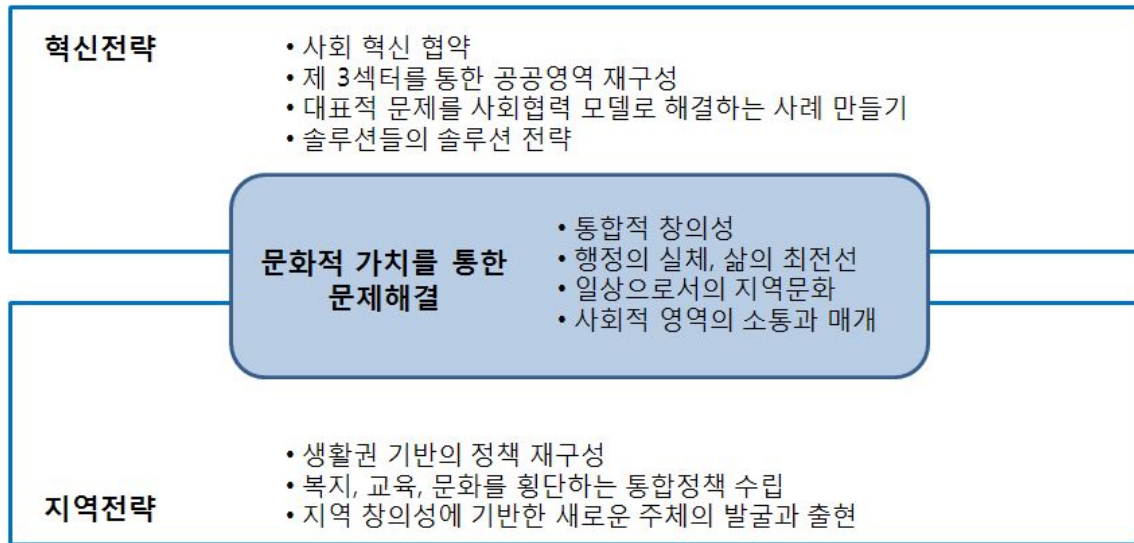 혁신전략
• 사회 혁신 협약
• 제 3섹터를 통한 공공영역 재구성
• 대표적 문제를 사회협력 모델로 해결하는 사례 만들기
• 솔루션들의 솔루션 전략
문화적 가치를 통한
문제해결
• 통합적 창의성
• 행정의 실체, 삶의 최전선
• 일상으로서의 지역문화
• 사회적 영역의 소통과 매개
• 생활권 기반의 정책 재구성
• 복지, 교육, 문화를 횡단하는 통합정책 수립
지역전략
• 지역 창의성에 기반한 새로운 주체의 발굴과 출현